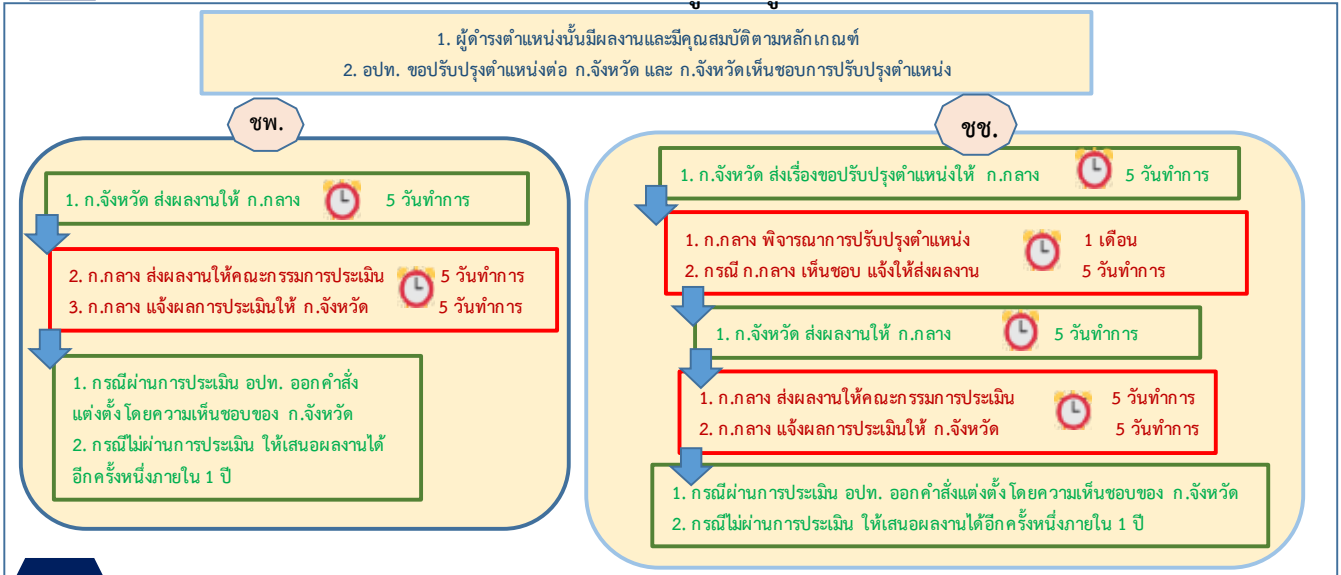 1. ผู้ดำรงตำแหน่งนั้นมีผลงานและมีคุณสมบัติตามหลักเกณฑ์
2. อปท. ขอปรับปรุงตำแหน่งต่อ ก.จังหวัด และ ก.จังหวัดเห็นชอบการปรับปรุงตำแหน่ง
ชพ.
1. ก.จังหวัด ส่งผลงานให้ ก.กลาง 5 วันทำการ
2. ก.กลาง ส่งผลงานให้คณะกรรมการประเมิน 5 วันทำการ
3. ก.กลาง แจ้งผลการประเมินให้ ก.จังหวัด 5 วันทำการ
1. กรณีผ่านการประเมิน อปท. ออกคำสั่ง
แต่งตั้ง โดยความเห็นชอบของ ก.จังหวัด
2. กรณีไม่ผ่านการประเมิน ให้เสนอผลงานได้
อีกครั้งหนึ่งภายใน 1 ปี
ชช.
1. ก.จังหวัด ส่งเรื่องขอปรับปรุงตำแหน่งให้ ก.กลาง 5 วันทำการ
1. ก.กลาง พิจารณาการปรับปรุงตำแหน่ง 1 เดือน
2. กรณี ก.กลาง เห็นชอบ แจ้งให้ส่งผลงาน 5 วันทำการ
1. ก.จังหวัด ส่งผลงานให้ ก.กลาง 5 วันทำการ
1. ก.กลาง ส่งผลงานให้คณะกรรมการประเมิน 5 วันทำการ
2. ก.กลาง แจ้งผลการประเมินให้ ก.จังหวัด 5 วันทำการ
1. กรณีผ่านการประเมิน อปท. ออกคำสั่งแต่งตั้ง โดยความเห็นชอบของ ก.จังหวัด
2. กรณีไม่ผ่านการประเมิน ให้เสนอผลงานได้อีกครั้งหนึ่งภายใน 1 ปี